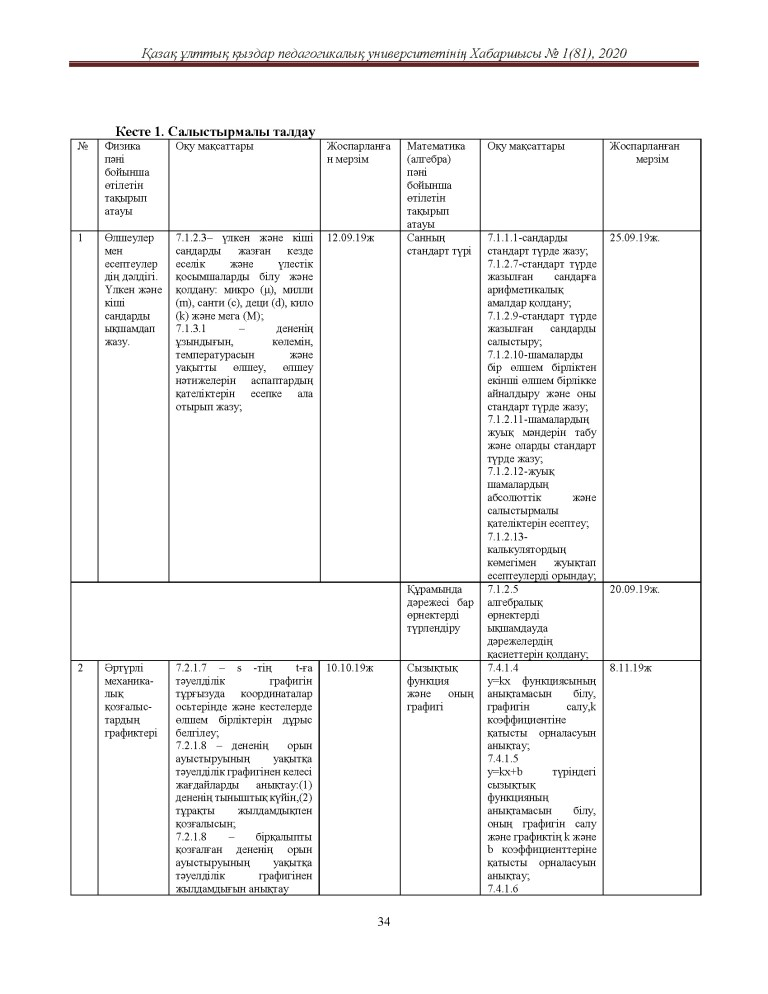 Қазақ ұлттық қыздар педагогикалық университетінің Хабаршысы № 1(81), 2020
Кесте 1. Салыстырмалы талдау
№
Физика
пәні
бойынша
өтілетін
тақырып
атауы
Оқу мақсаттары
Жоспарланға
н мерзім
Математика
(алгебра)
пәні
бойынша
өтілетін
тақырып
атауы
Оқу мақсаттары
Жоспарланған
мерзім
1
Өлшеулер
мен
есептеулер
дің дәлдігі.
Үлкен және
кіші
сандарды
ықшамдап
жазу.
7.1.2.3– үлкен және кіші
сандарды жазған кезде
еселік және үлестік
қосымшаларды білу және
қолдану: микро (μ), милли
(m), санти (c), деци (d), кило
(k) және мега (M);
7.1.3.1 – дененің
ұзындығын, көлемін,
температурасын және
уақытты өлшеу, өлшеу
нәтижелерін аспаптардың
қателіктерін есепке ала
отырып жазу;
12.09.19ж
Санның
стандарт түрі
7.1.1.1-сандарды
стандарт түрде жазу;
7.1.2.7-стандарт түрде
жазылған сандарға
арифметикалық
амалдар қолдану;
7.1.2.9-стандарт түрде
жазылған сандарды
салыстыру;
7.1.2.10-шамаларды
бір өлшем бірліктен
екінші өлшем бірлікке
айналдыру және оны
стандарт түрде жазу;
7.1.2.11-шамалардың
жуық мәндерін табу
және оларды стандарт
түрде жазу;
7.1.2.12-жуық
шамалардың
абсолюттік және
салыстырмалы
қателіктерін есептеу;
7.1.2.13-
калькулятордың
көмегімен жуықтап
есептеулерді орындау;
25.09.19ж.
Құрамында
дәрежесі бар
өрнектерді
түрлендіру
7.1.2.5
алгебралық
өрнектерді
ықшамдауда
дәрежелердің
қасиеттерін қолдану;
20.09.19ж.
2
Әртүрлі
механика-
лық
қозғалыс-
тардың
графиктері
7.2.1.7 – s -тің t-ға
тәуелділік графигін
тұрғызуда координаталар
осьтерінде және кестелерде
өлшем бірліктерін дұрыс
белгілеу;
7.2.1.8 – дененің орын
ауыстыруының уақытқа
тәуелділік графигінен келесі
жағдайларды анықтау:(1)
дененің тыныштық күйін,(2)
тұрақты жылдамдықпен
қозғалысын;
7.2.1.8 – бірқалыпты
қозғалған дененің орын
ауыстыруының уақытқа
тәуелділік графигінен
жылдамдығын анықтау
10.10.19ж
Сызықтық
функция
және оның
графигі
7.4.1.4
y=kx функциясының
анықтамасын білу,
графигін салу,k
коэффициентіне
қатысты орналасуын
анықтау;
7.4.1.5
y=kx+b түріндегі
сызықтық
функцияның
анықтамасын білу,
оның графигін салу
және графиктің k және
b коэффициенттеріне
қатысты орналасуын
анықтау;
7.4.1.6
8.11.19ж
34